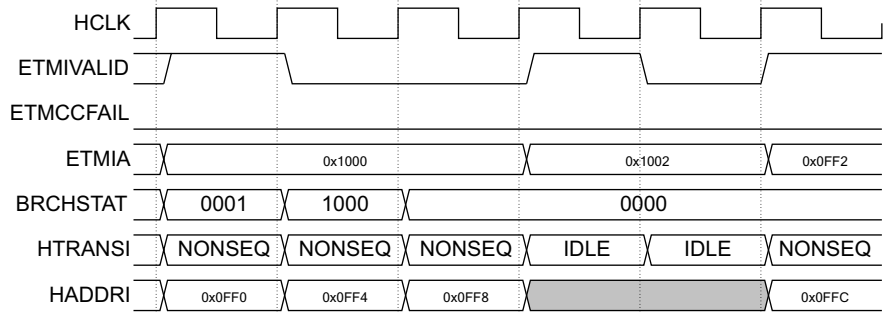 HCLK
ETMIVALID
ETMCCFAIL
ETMIA 0x1000 0x1002 0x0FF2
BRCHSTAT 0001 1000 0000
HTRANSI NONSEQ NONSEQ NONSEQ IDLE IDLE NONSEQ
HADDRI 0x0FF0 0x0FF4 0x0FF8 0x0FFC